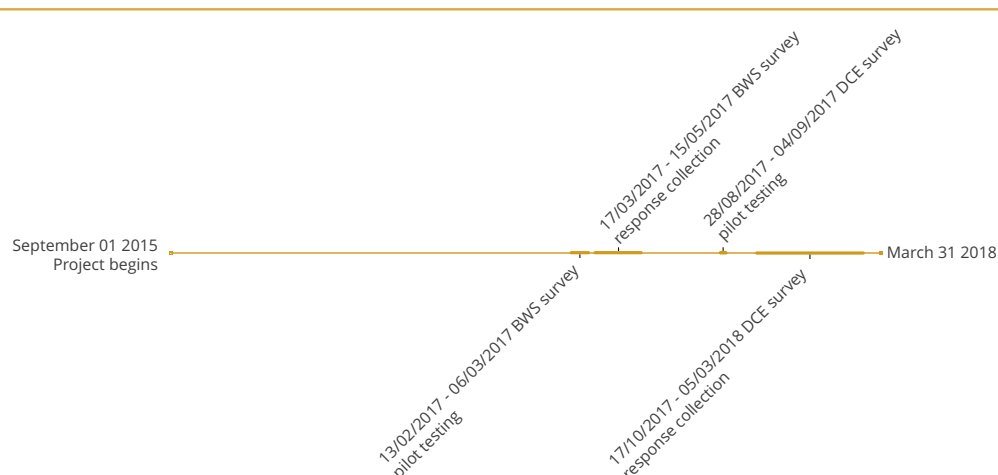 17/03/2017 - 15/05/2017 BWS survey
response collection
28/08/2017 - 04/09/2017 DCE survey
pilot testing
September 01 2015
Project begins
March 31 2018
13/02/2017 - 06/03/2017 BWS survey
pilot testing
17/10/2017 - 05/03/2018 DCE survey
response collection